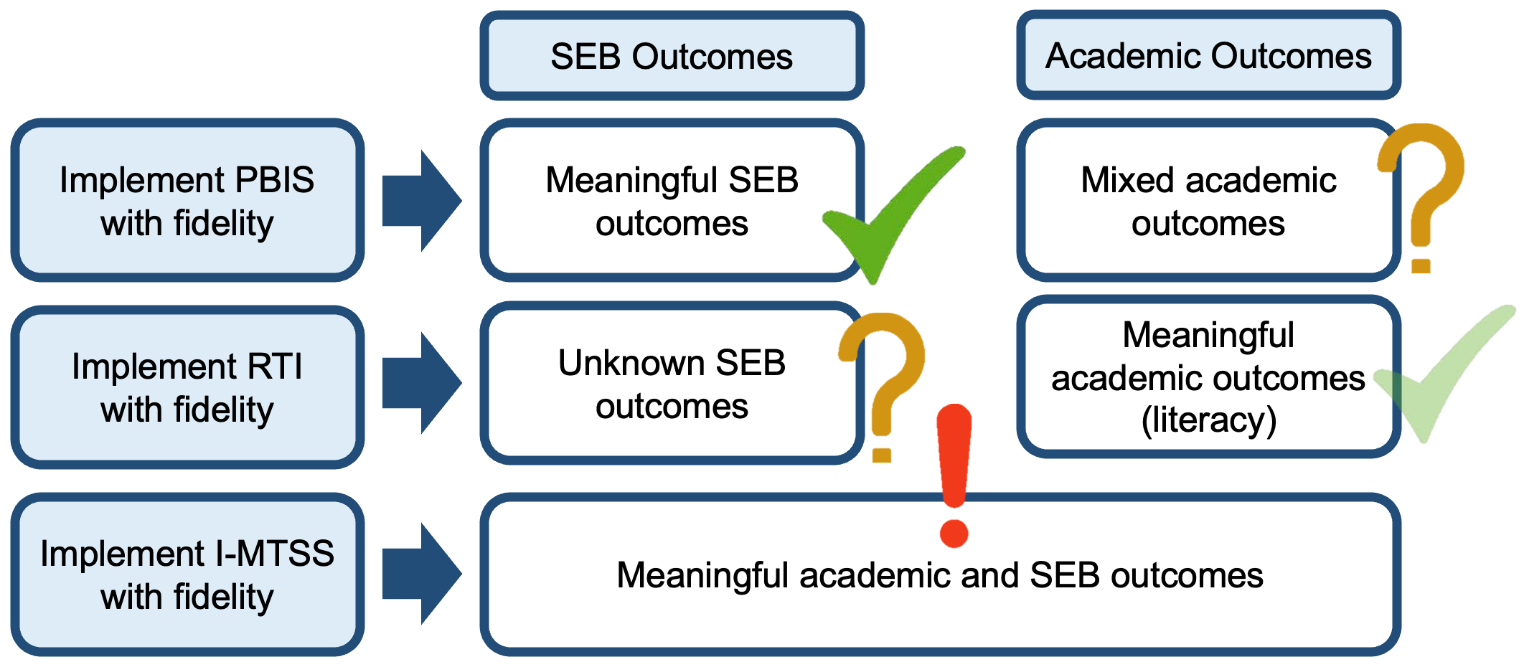 SEB Outcomes
Academic Outcomes
Implement PBIS
with fidelity
Meaningful SEB
outcomes
Mixed academic
outcomes
Implement RTI
with fidelity
Unknown SEB
outcomes
Meaningful
academic outcomes
(literacy)
Implement I-MTSS
with fidelity
Meaningful academic and SEB outcomes